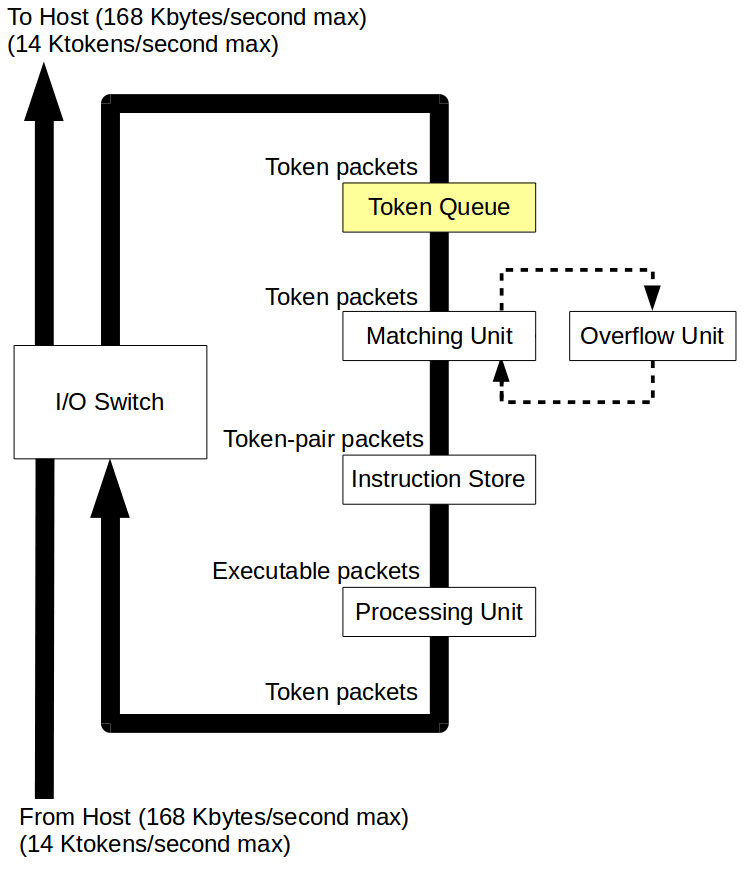 To Host (168 Kbytes/second max)
(14 Ktokens/second max)
Token packets
Token Queue
Token packets
Matching Unit
Overflow Unit
I/O Switch
Token-pair packets
Instruction Store
Executable packets
Processing Unit
Token packets
From Host (168 Kbytes/second max)
(14 Ktokens/second max)